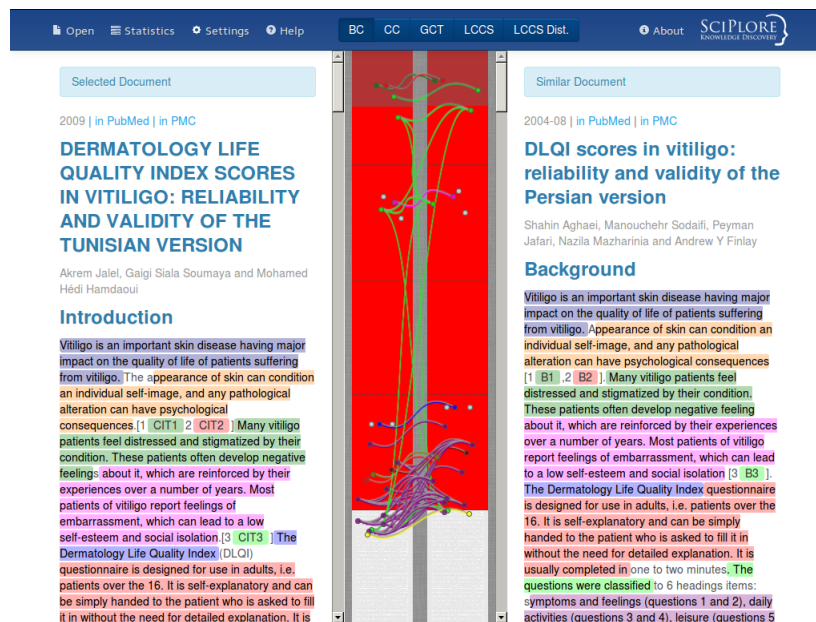 Open Statistics Settings Help BC CC GCT LCCS LCCS Dist. About SCIPLORE
KNOWLEDGE DISCOVERY
Selected Document
2009 | in PubMed | in PMC
DERMATOLOGY LIFE
QUALITY INDEX SCORES
IN VITILIGO: RELIABILITY
AND VALIDITY OF THE
TUNISIAN VERSION
Akrem Jalel, Gaigi Siala Soumaya and Mohamed
Hédi Hamdaoui
Introduction
Vitiligo is an important skin disease having major
impact on the quality of life of patients suffering
from vitiligo. The appearance of skin can condition
an individual self-image, and any pathological
alteration can have psychological
consequences.[1 CIT1 2 CIT2 ] Many vitiligo
patients feel distressed and stigmatized by their
condition. These patients often develop negative
feelings about it, which are reinforced by their
experiences over a number of years. Most
patients of vitiligo report feelings of
embarrassment, which can lead to a low
self-esteem and social isolation.[3 CIT3 ] The
Dermatology Life Quality Index (DLQI)
questionnaire is designed for use in adults, i.e.
patients over the 16. It is self-explanatory and can
be simply handed to the patient who is asked to fill
it in without the need for detailed explanation. It is
Similar Document
2004-08 | in PubMed | in PMC
DLQI scores in vitiligo:
reliability and validity of the
Persian version
Shahin Aghaei, Manouchehr Sodaifi, Peyman
Jafari, Nazila Mazharinia and Andrew Y Finlay
Background
Vitiligo is an important skin disease having major
impact on the quality of life of patients suffering
from vitiligo. Appearance of skin can condition an
individual self-image, and any pathological
alteration can have psychological consequences
[1 B1 ,2 B2 ]. Many vitiligo patients feel
distressed and stigmatized by their condition.
These patients often develop negative feeling
about it, which are reinforced by their experiences
over a number of years. Most patients of vitiligo
report feelings of embarrassment, which can lead
to a low self-esteem and social isolation [3 B3 ].
The Dermatology Life Quality Index questionnaire
is designed for use in adults, i.e. patients over the
16. It is self-explanatory and can be simply
handed to the patient who is asked to fill it in
without the need for detailed explanation. It is
usually completed in one to two minutes. The
questions were classified to 6 headings items:
symptoms and feelings (questions 1 and 2), daily
activities (questions 3 and 4), leisure (questions 5